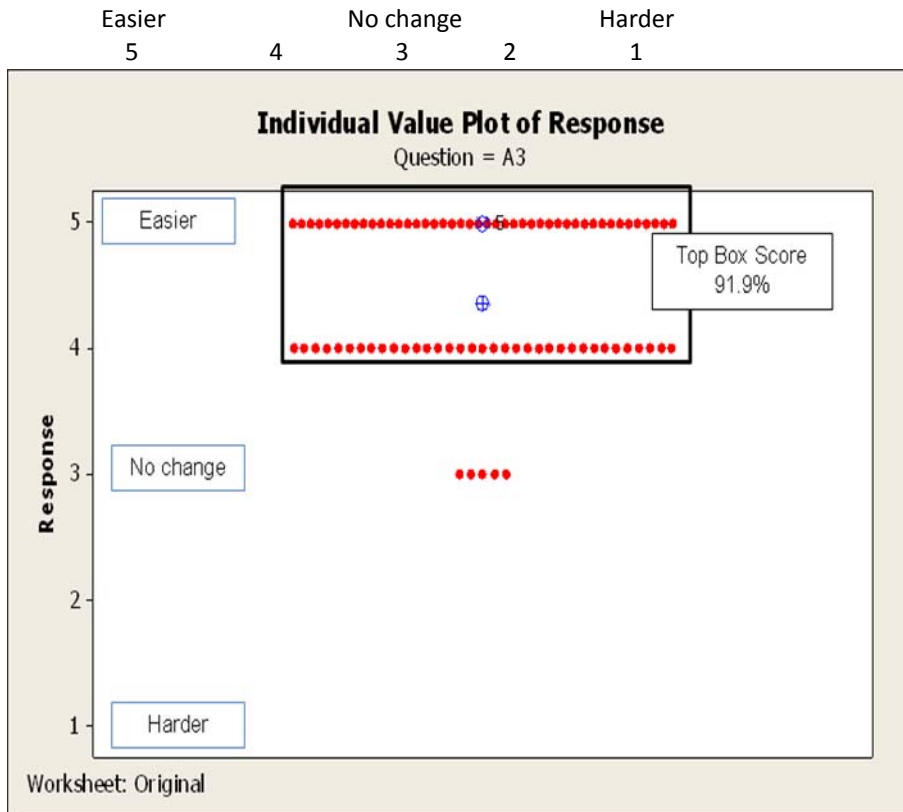 Easier No change Harder
5 4 3 2 1
Individual Value Plot of Response
Question = A3
5
Easier
5
Top Box Score
91.9%
4
Response
No change
3
2
1
Harder
Worksheet: Original